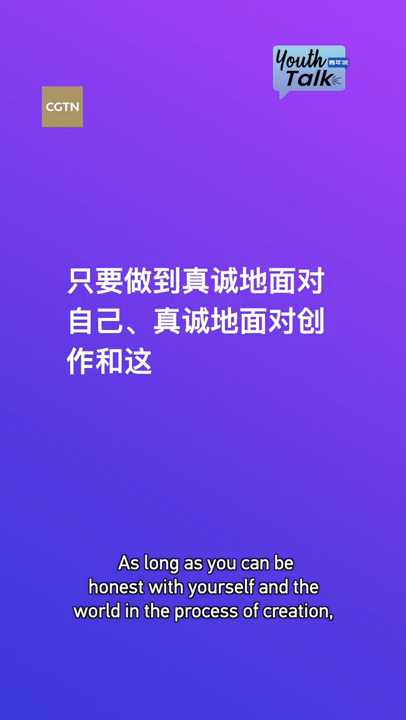 Youth
青年说
Talk
CGTN
只要做到真诚地面对
自己、真诚地面对创
作和这
As long as you can be
honest with yourself and the
world in the process of creation,